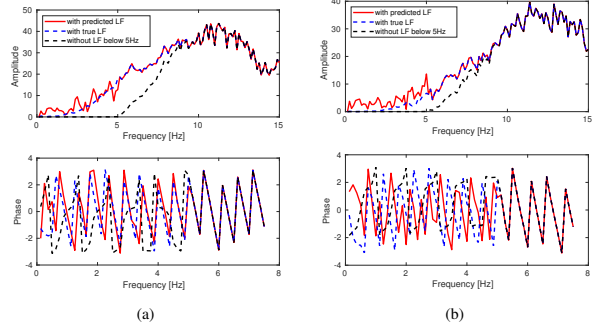 with predicted LF
with true LF
without LF below 5Hz
Amplitude
50
40
30
20
10
0
0 5 10 15
Frequency [Hz]
Phase
4
2
0
-2
-4
0 2 4 6 8
Frequency [Hz]
(a)
with predicted LF
with true LF
without LF below 5Hz
Amplitude
40
30
20
10
0
0 5 10 15
Frequency [Hz]
Phase
4
2
0
-2
-4
0 2 4 6 8
Frequency [Hz]
(b)